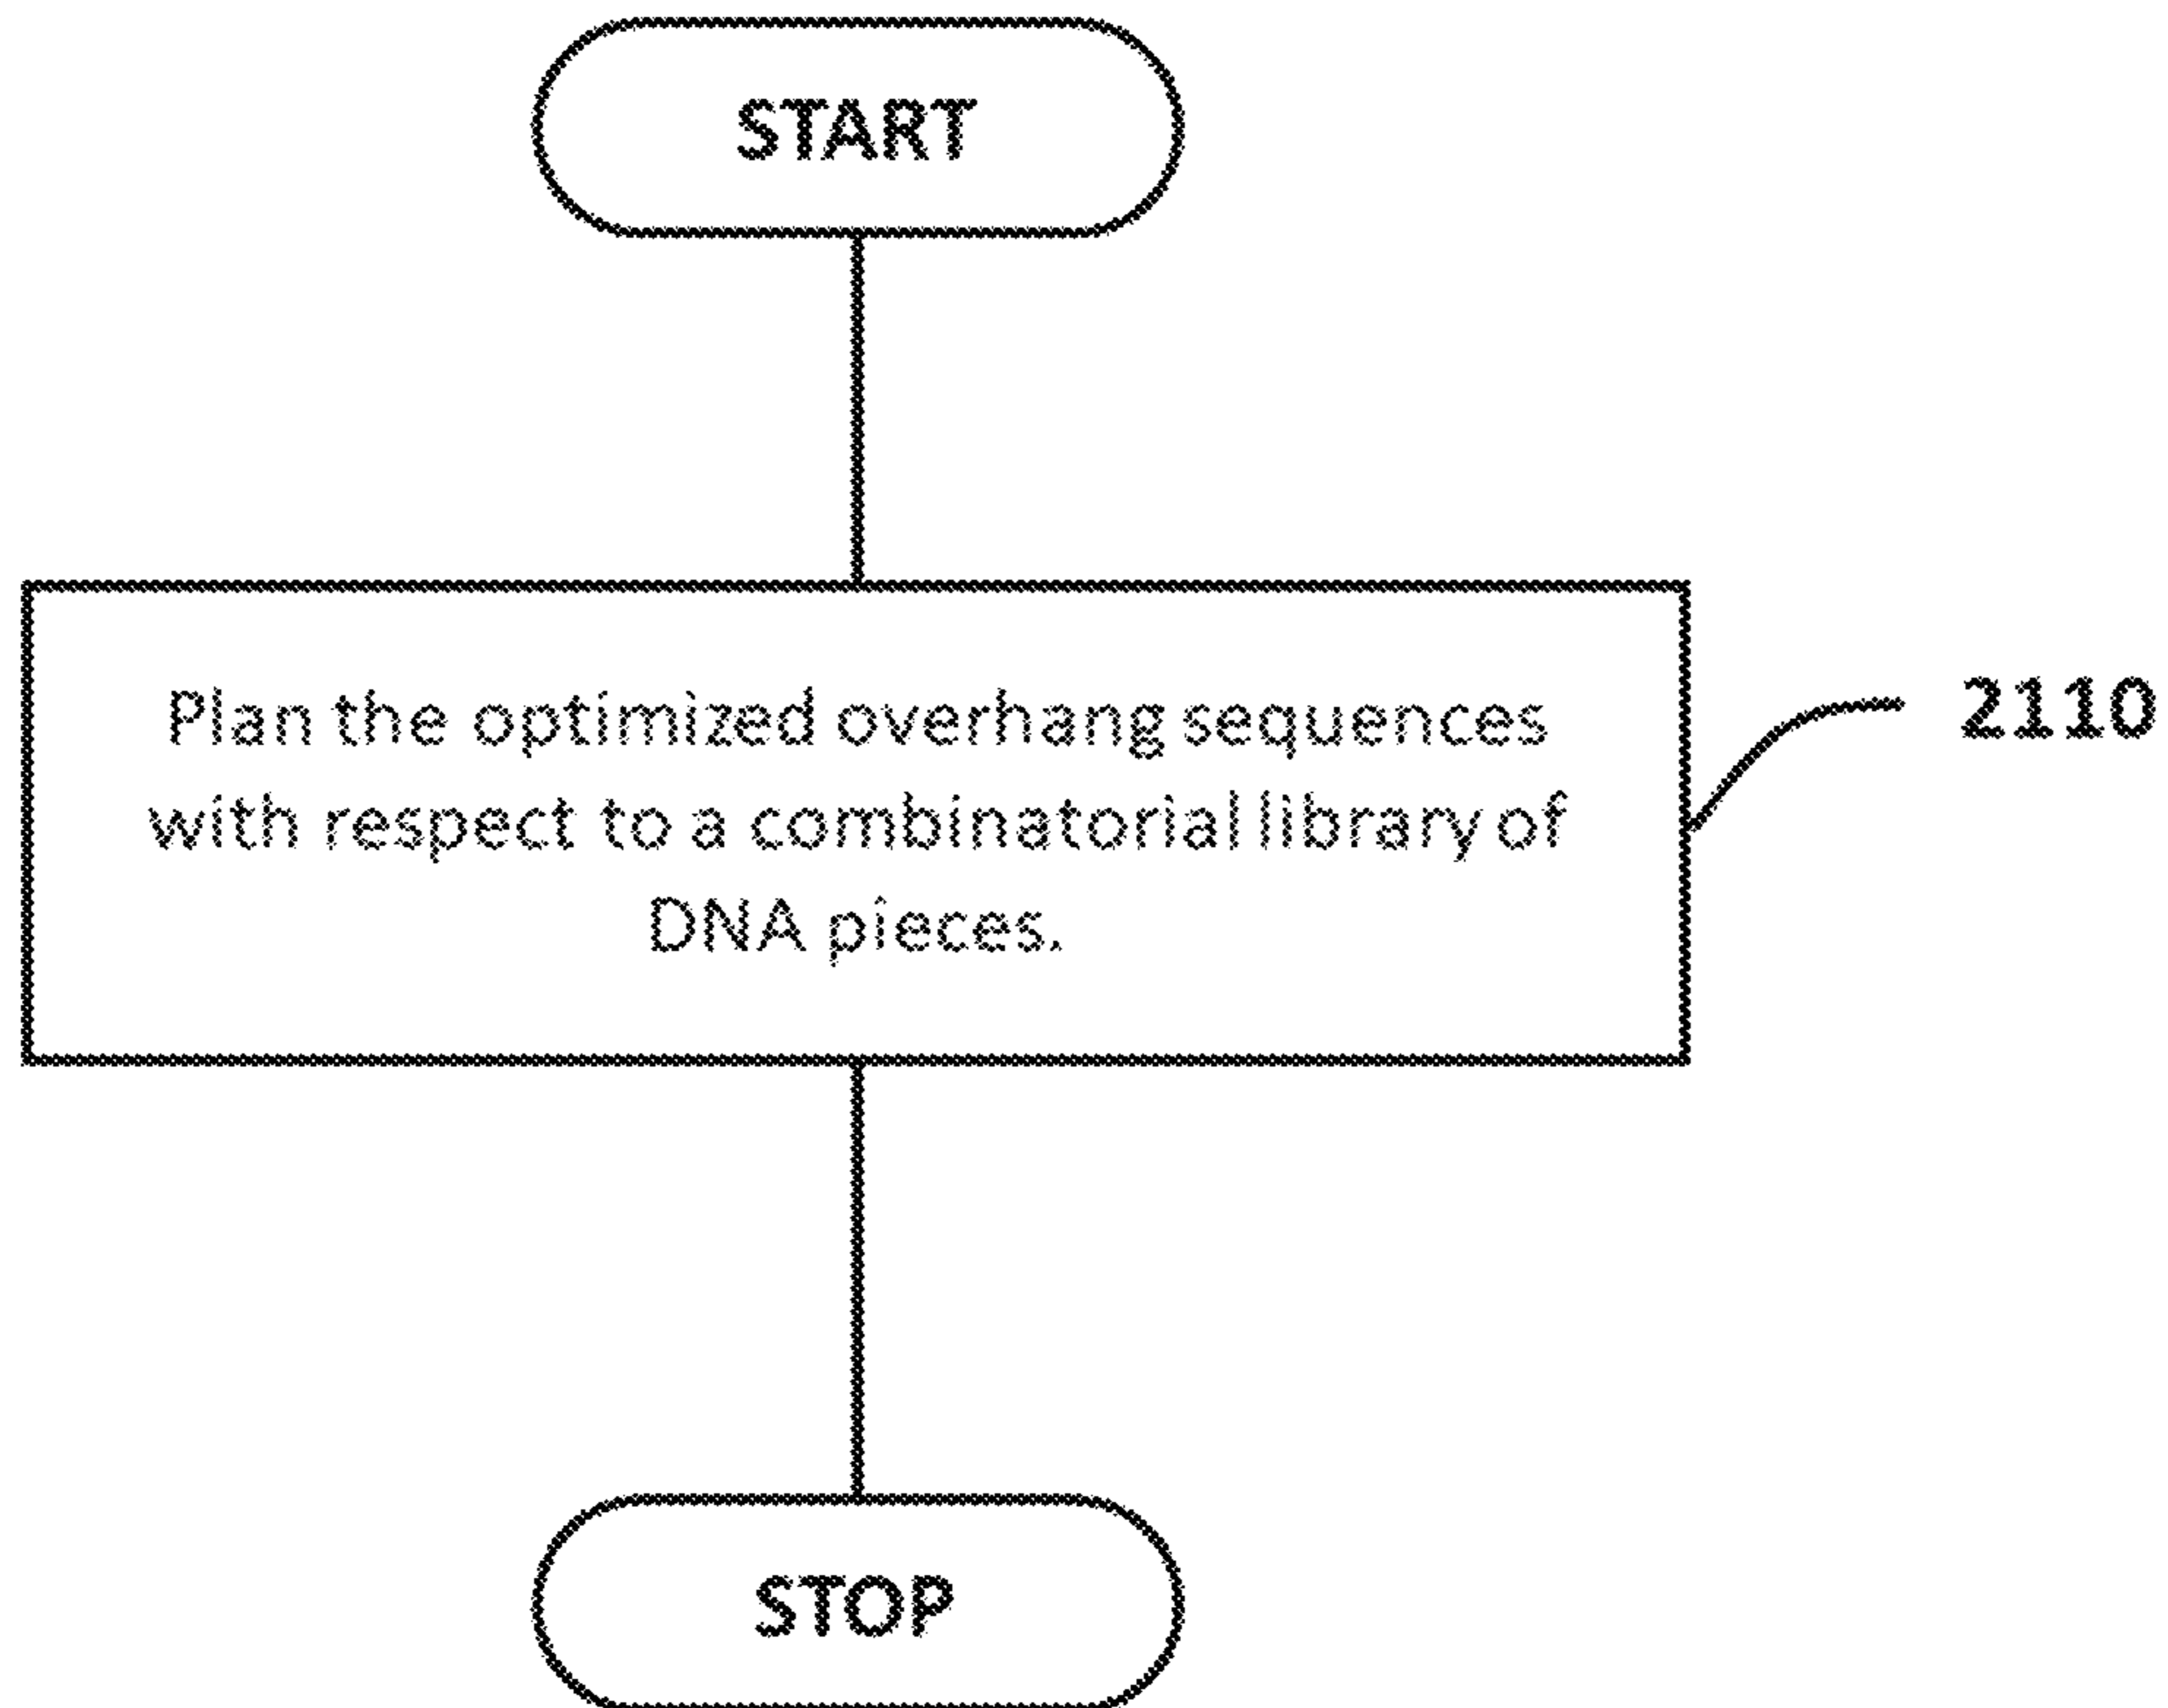 START
Plan the optimized overhang sequences
with respect to a combinatorial library of
DNA pieces.
2110
STOP